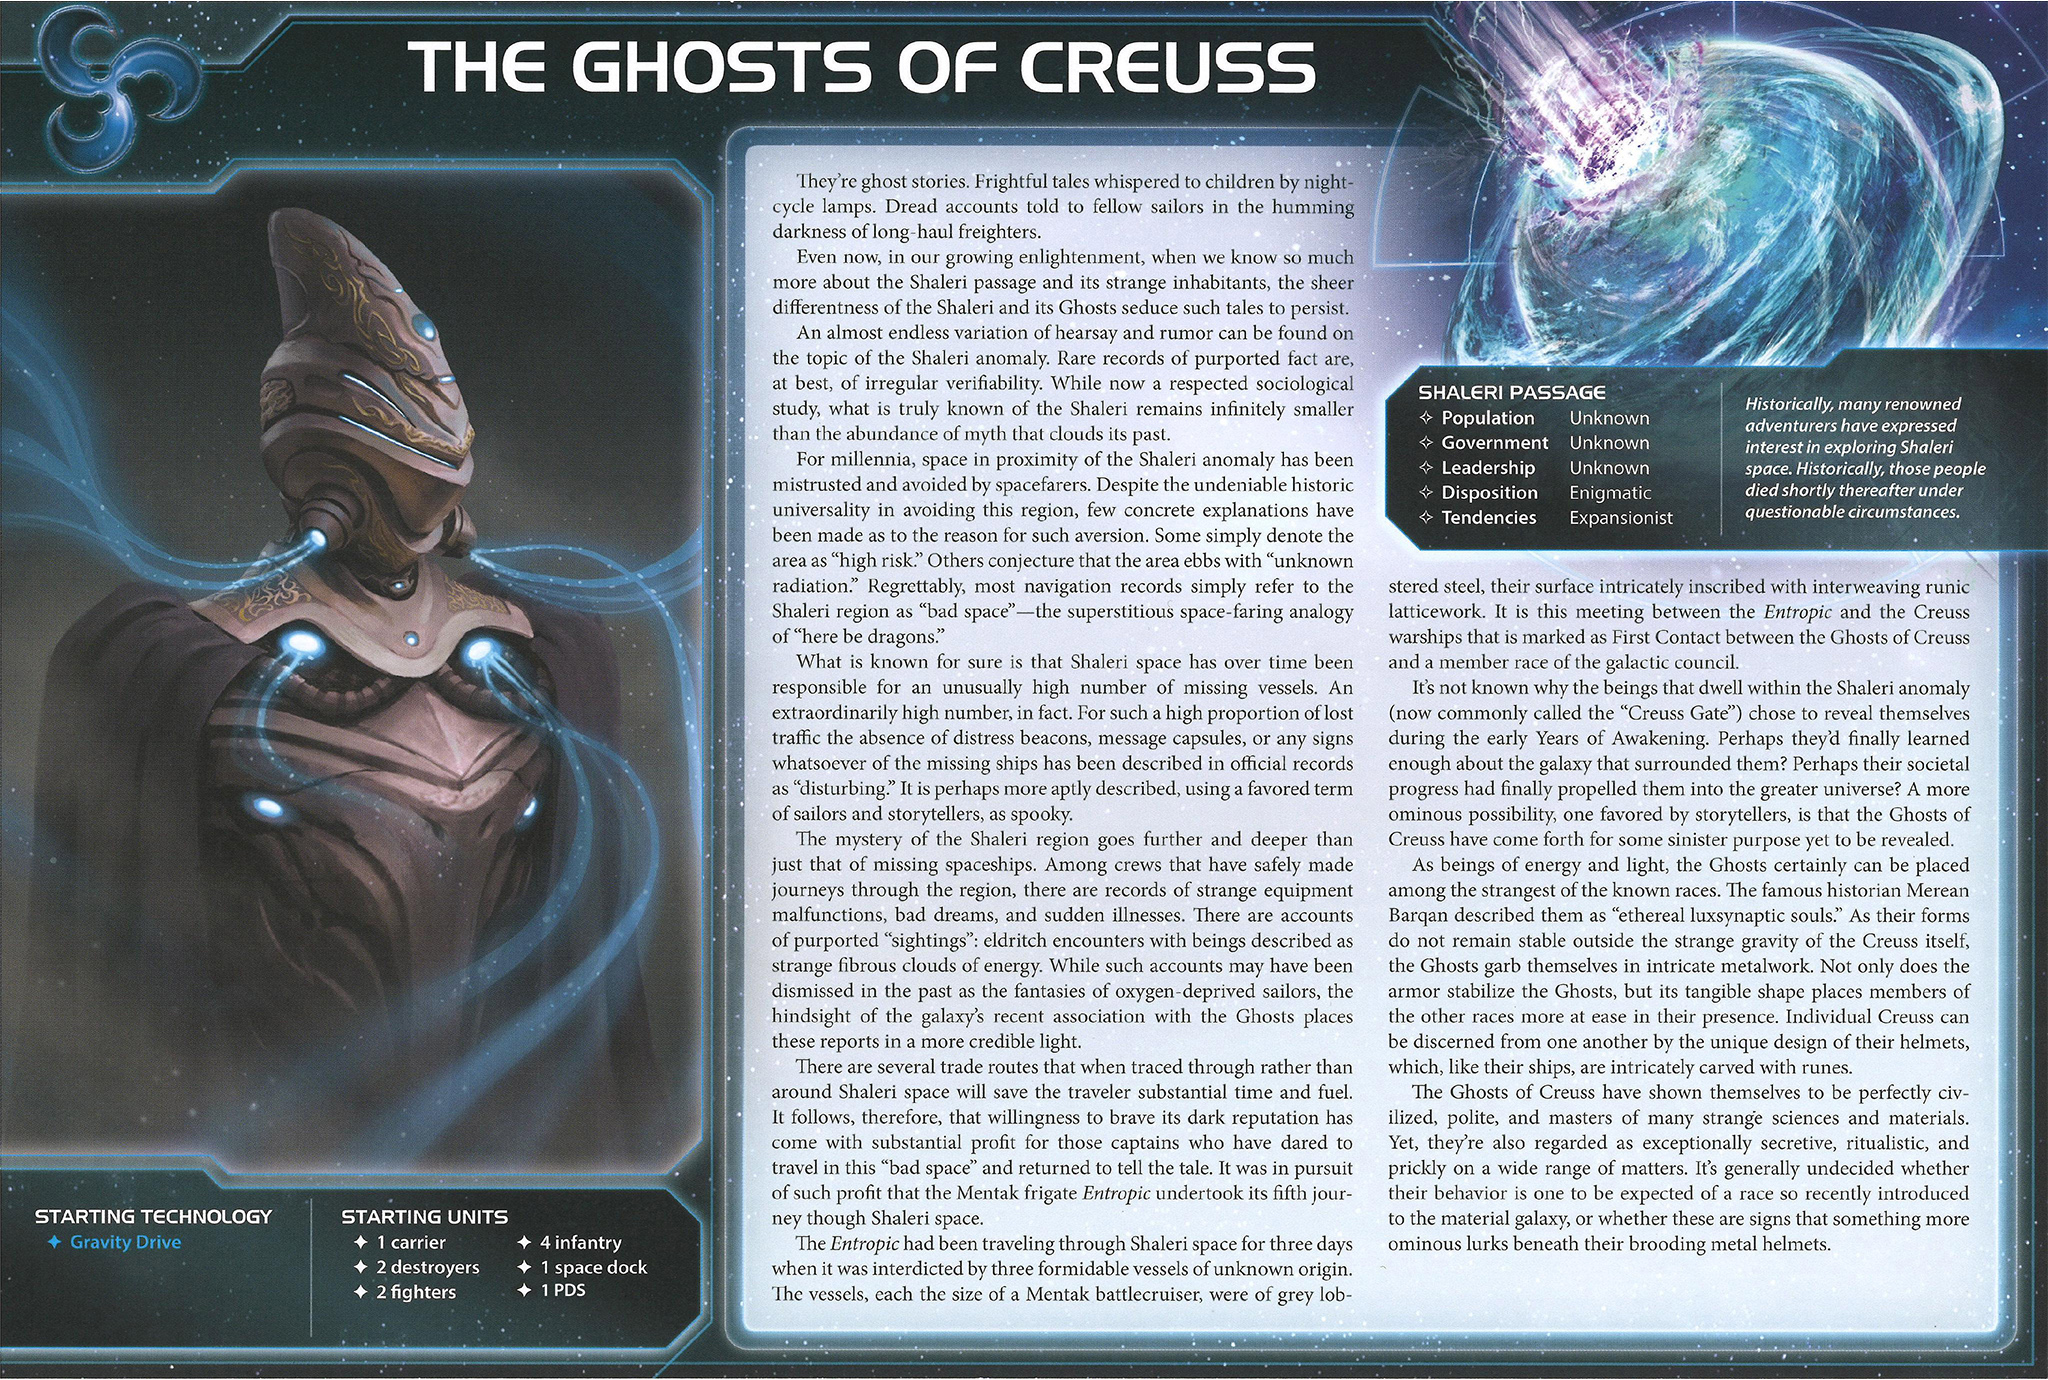 THE GHOSTS OF CREUSS
They're ghost stories. Frightful tales whispered to children by night-
cycle lamps. Dread accounts told to fellow sailors in the humming
darkness of long-haul freighters.
Even now, in our growing enlightenment, when we know so much
more about the Shaleri passage and its strange inhabitants, the sheer
differentness of the Shaleri and its Ghosts seduce such tales to persist.
An almost endless variation of hearsay and rumor can be found on
the topic of the Shaleri anomaly. Rare records of purported fact are,
at best, of irregular verifiability. While now a respected sociological
study, what is truly known of the Shaleri remains infinitely smaller
than the abundance of myth that clouds its past.
For millennia, space in proximity of the Shaleri anomaly has been
mistrusted and avoided by spacefarers. Despite the undeniable historic
universality in avoiding this region, few concrete explanations have
been made as to the reason for such aversion. Some simply denote the
area as “high risk.” Others conjecture that the area ebbs with “unknown
radiation.” Regrettably, most navigation records simply refer to the
Shaleri region as “bad space”—the superstitious space-faring analogy
of “here be dragons.”
What is known for sure is that Shaleri space has over time been
responsible for an unusually high number of missing vessels. An
extraordinarily high number, in fact. For such a high proportion of lost
traffic the absence of distress beacons, message capsules, or any signs
whatsoever of the missing ships has been described in official records
as “disturbing.” It is perhaps more aptly described, using a favored term
of sailors and storytellers, as spooky.
The mystery of the Shaleri region goes further and deeper than
just that of missing spaceships. Among crews that have safely made
journeys through the region, there are records of strange equipment
malfunctions, bad dreams, and sudden illnesses. There are accounts
of purported “sightings”: eldritch encounters with beings described as
strange fibrous clouds of energy. While such accounts may have been
dismissed in the past as the fantasies of oxygen-deprived sailors, the
hindsight of the galaxy's recent association with the Ghosts places
these reports in a more credible light.
There are several trade routes that when traced through rather than
around Shaleri space will save the traveler substantial time and fuel.
It follows, therefore, that willingness to brave its dark reputation has
come with substantial profit for those captains who have dared to
travel in this “bad space” and returned to tell the tale. It was in pursuit
of such profit that the Mentak frigate Entropic undertook its fifth jour-
ney though Shaleri space.
The Entropic had been traveling through Shaleri space for three days
when it was interdicted by three formidable vessels of unknown origin.
The vessels, each the size of a Mentak battlecruiser, were of grey lob-
SHALERI PASSAGE
Population Unknown
Government Unknown
Leadership Unknown
Disposition Enigmatic
Tendencies Expansionist
Historically, many renowned
adventurers have expressed
interest in exploring Shaleri
space. Historically, those people
died shortly thereafter under
questionable circumstances.
stered steel, their surface intricately inscribed with interweaving runic
latticework. It is this meeting between the Entropic and the Creuss
warships that is marked as First Contact between the Ghosts of Creuss
and a member race of the galactic council.
It's not known why the beings that dwell within the Shaleri anomaly
(now commonly called the “Creuss Gate”) chose to reveal themselves
during the early Years of Awakening. Perhaps they'd finally learned
enough about the galaxy that surrounded them? Perhaps their societal
progress had finally propelled them into the greater universe? A more
ominous possibility, one favored by storytellers, is that the Ghosts of
Creuss have come forth for some sinister purpose yet to be revealed.
As beings of energy and light, the Ghosts certainly can be placed
among the strangest of the known races. The famous historian Merean
Barqan described them as “ethereal luxsynaptic souls.” As their forms
do not remain stable outside the strange gravity of the Creuss itself,
the Ghosts garb themselves in intricate metalwork. Not only does the
armor stabilize the Ghosts, but its tangible shape places members of
the other races more at ease in their presence. Individual Creuss can
be discerned from one another by the unique design of their helmets,
which, like their ships, are intricately carved with runes.
The Ghosts of Creuss have shown themselves to be perfectly civ-
ilized, polite, and masters of many strange sciences and materials.
Yet, they're also regarded as exceptionally secretive, ritualistic, and
prickly on a wide range of matters. It's generally undecided whether
their behavior is one to be expected of a race so recently introduced
to the material galaxy, or whether these are signs that something more
ominous lurks beneath their brooding metal helmets.
STARTING TECHNOLOGY
Gravity Drive
STARTING UNITS
1 carrier
2 destroyers
2 fighters
4 infantry
1 space dock
1 PDS